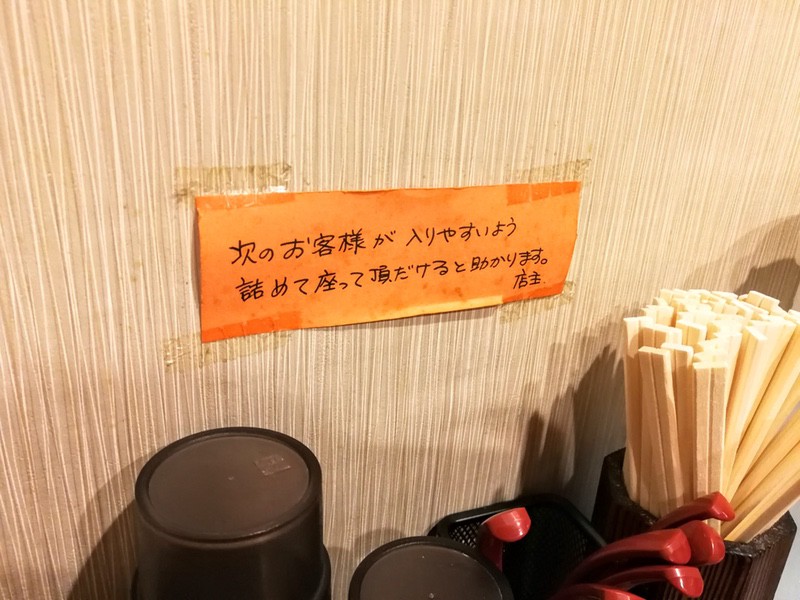 次のお客様が入りやすいよう
詰めて座って頂だけると助かります。
店主